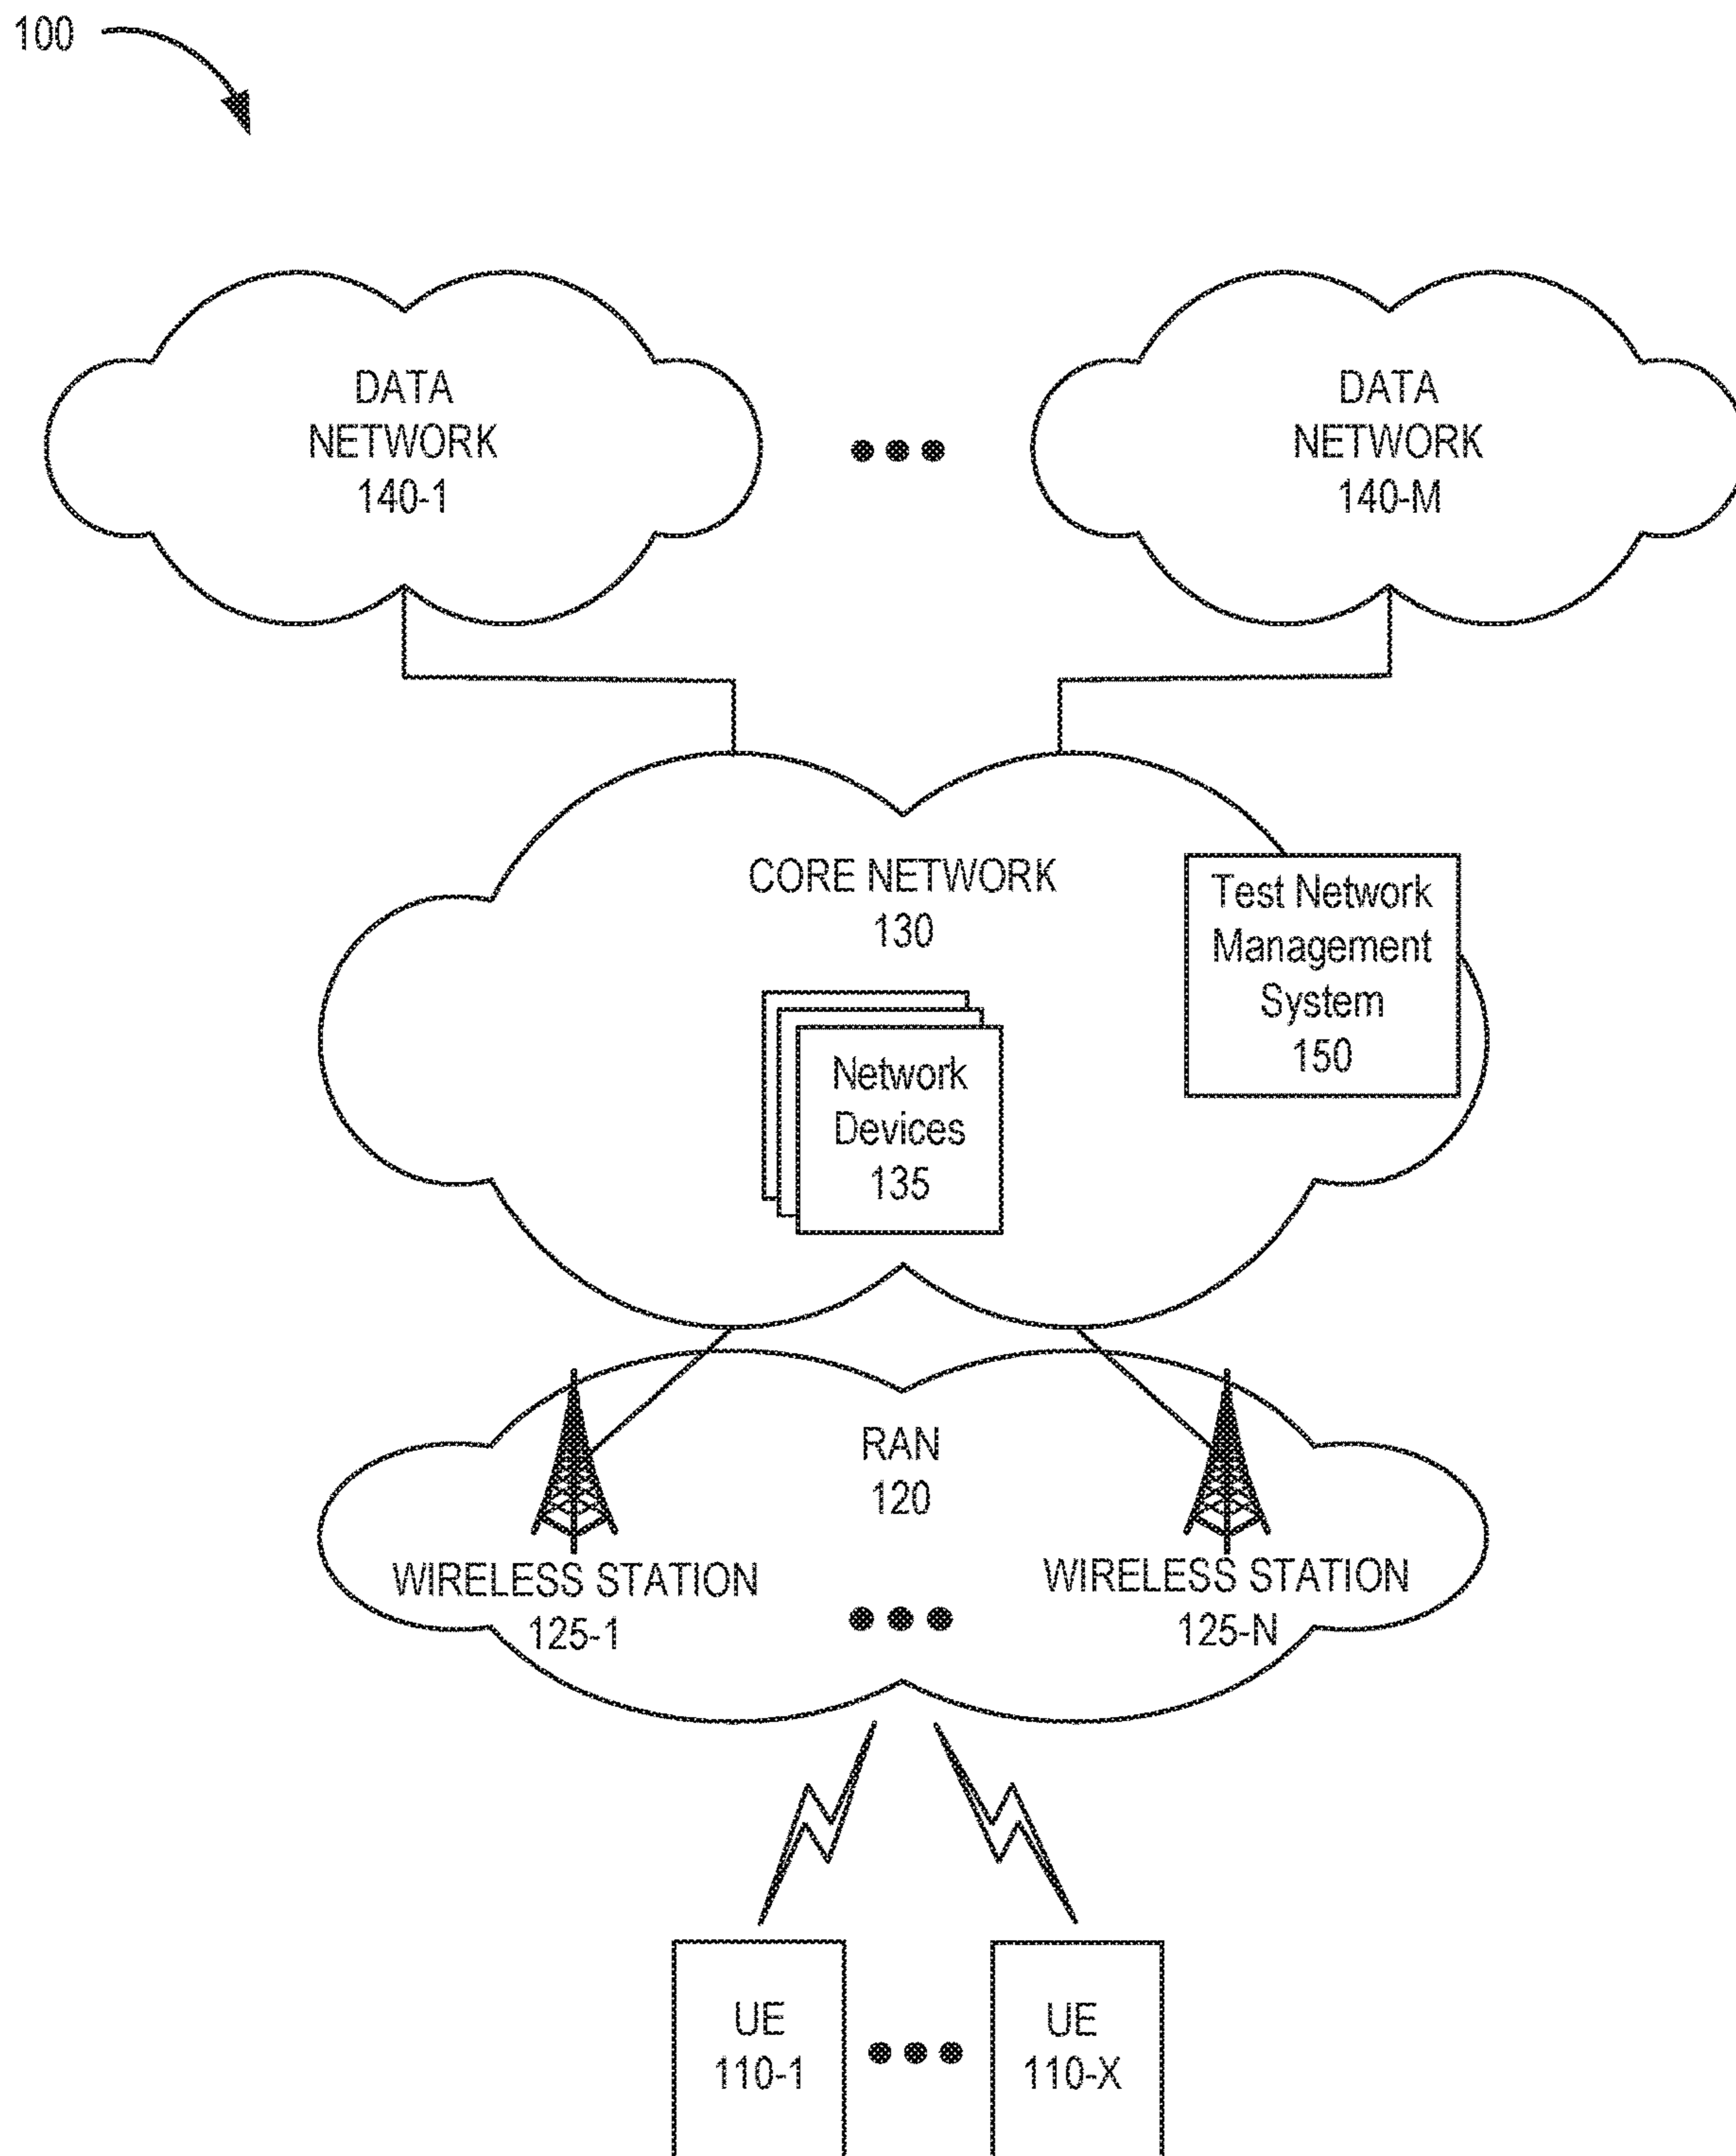 100
DATA
NETWORK
140-1
DATA
NETWORK
140-M
CORE NETWORK
130
Test Network
Management
System
150
Network
Devices
135
RAN
120
WIRELESS STATION
125-1
WIRELESS STATION
125-N
UE
110-1
UE
110-X